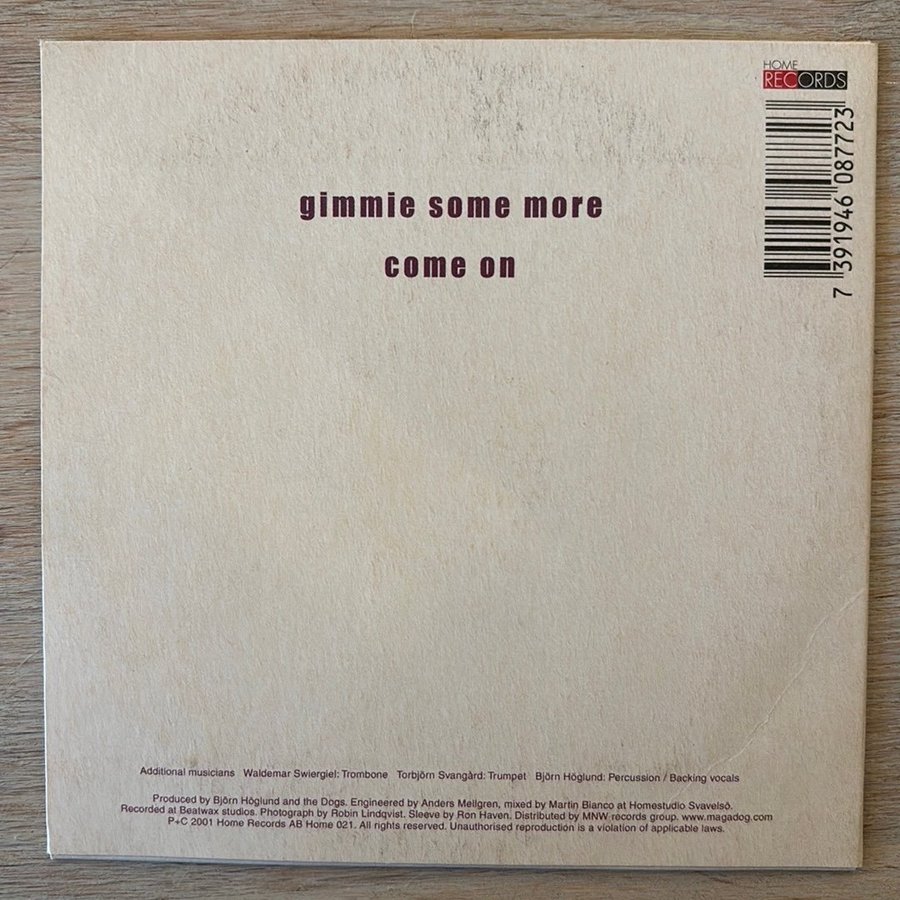 HOME
RECORDS
7 391946 087723
gimmie some more
come on
Additional musicians Waldemar Swiergiel: Trombone Torbjörn Svangård: Trumpet Björn Höglund: Percussion / Backing vocals
Produced by Björn Höglund and the Dogs. Engineered by Anders Mellgren, mixed by Martin Bianco at Homestudio Svavelsö.
Recorded at Beatwax studios. Photograph by Robin Lindqvist. Sleeve by Ron Haven. Distributed by MNW records group. www.magadog.com
P+C 2001 Home Records AB Home 021. All rights reserved. Unauthorised reproduction is a violation of applicable laws.